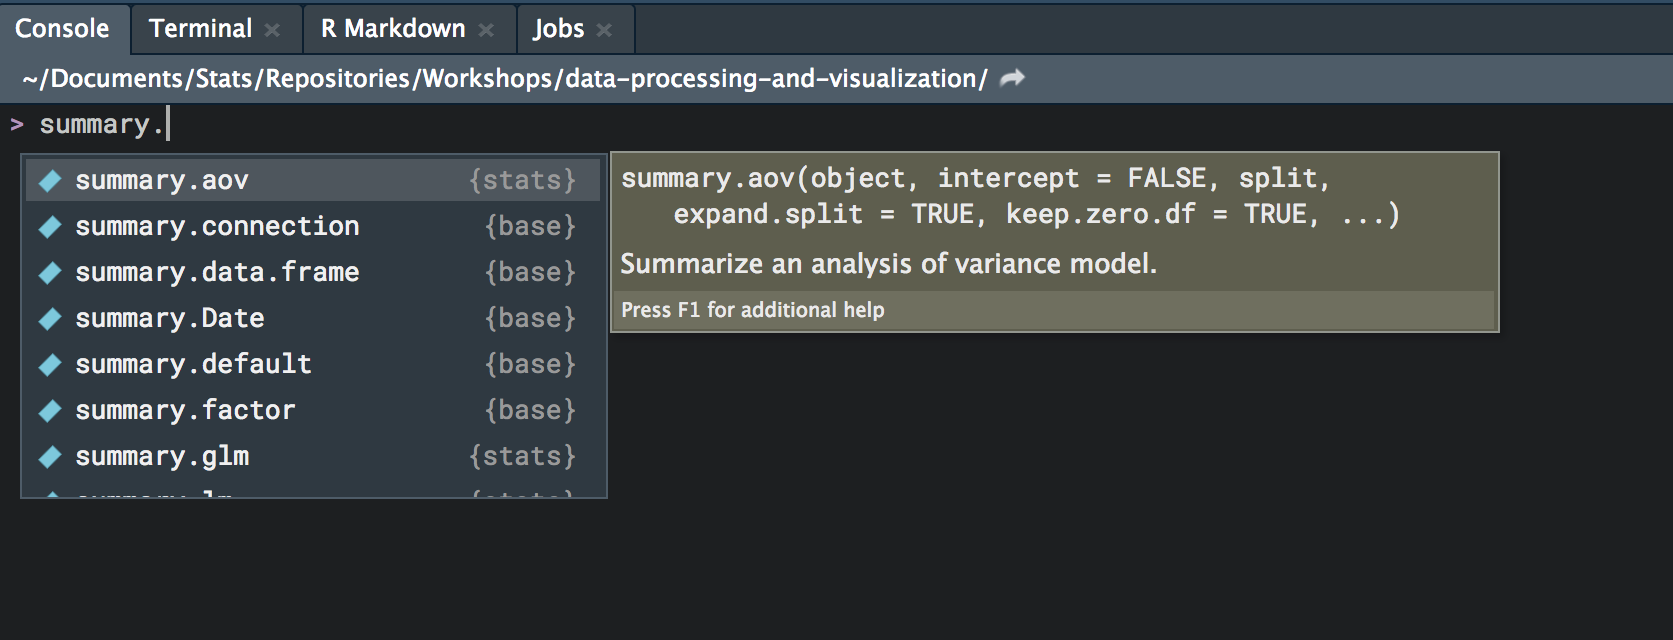 Console Terminal R Markdown Jobs
~/Documents/Stats/Repositories/Workshops/data-processing-and-visualization/
> summary.
summary.aov {stats}
summary.connection {base}
summary.data.frame {base}
summary.Date {base}
summary.default {base}
summary.factor {base}
summary.glm {stats}
summary.aov(object, intercept = FALSE, split,
expand.split = TRUE, keep.zero.df = TRUE, ...)
Summarize an analysis of variance model.
Press F1 for additional help